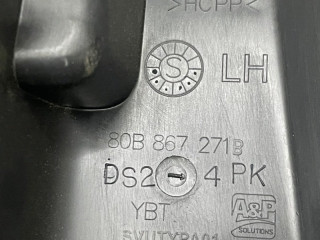 >HCPP<
S LH
80B 867 271B
DS2 4 PK
YBT
A&P
SOLUTIONS